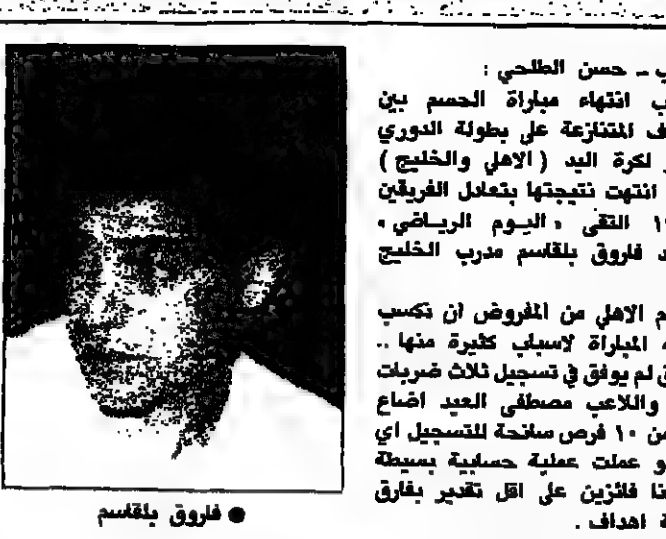 ـ حسن الطلحي :
انتهاء مباراة الحسم بين
المتنازعة على بطولة الدوري
لكرة اليد ( الاهلي والخليج )
انتهت نتيجتها بتعادل الفريقين
التقى « اليوم الرياضي »
فاروق بلقاسم مدرب الخليج
الاهلي من المفروض ان نكسب
المباراة لاسباب كثيرة منها ..
لم يوفق في تسجيل ثلاث ضربات
واللاعب مصطفى العيد اضاع
من ١٠ فرص سانحة للتسجيل اي
عملت عملية حسابية بسيطة
فائزين على اقل تقدير بفارق
اهداف .
● فاروق بلقاسم